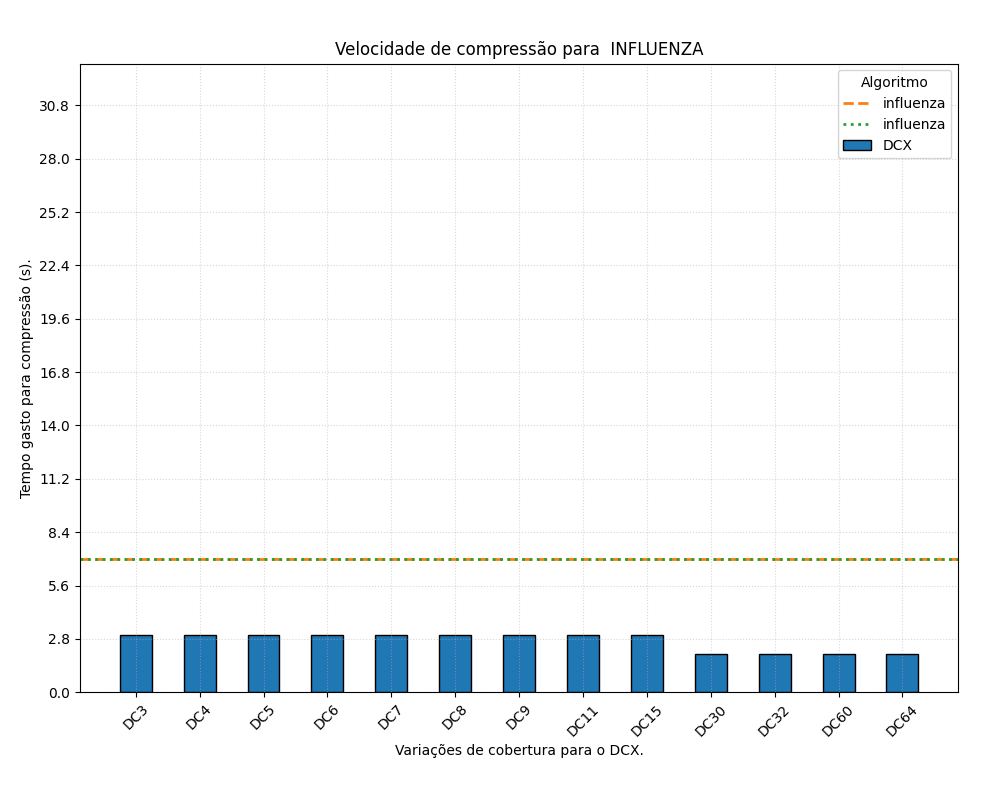 Velocidade de compressão para  INFLUENZA
Algoritmo
influenza
influenza
DCX
Tempo gasto para compressão (s).
30.8
28.0
25.2
22.4
19.6
16.8
14.0
11.2
8.4
5.6
2.8
0.0
DC3 DC4 DC5 DC6 DC7 DC8 DC9 DC11 DC15 DC30 DC32 DC60 DC64
Variações de cobertura para o DCX.